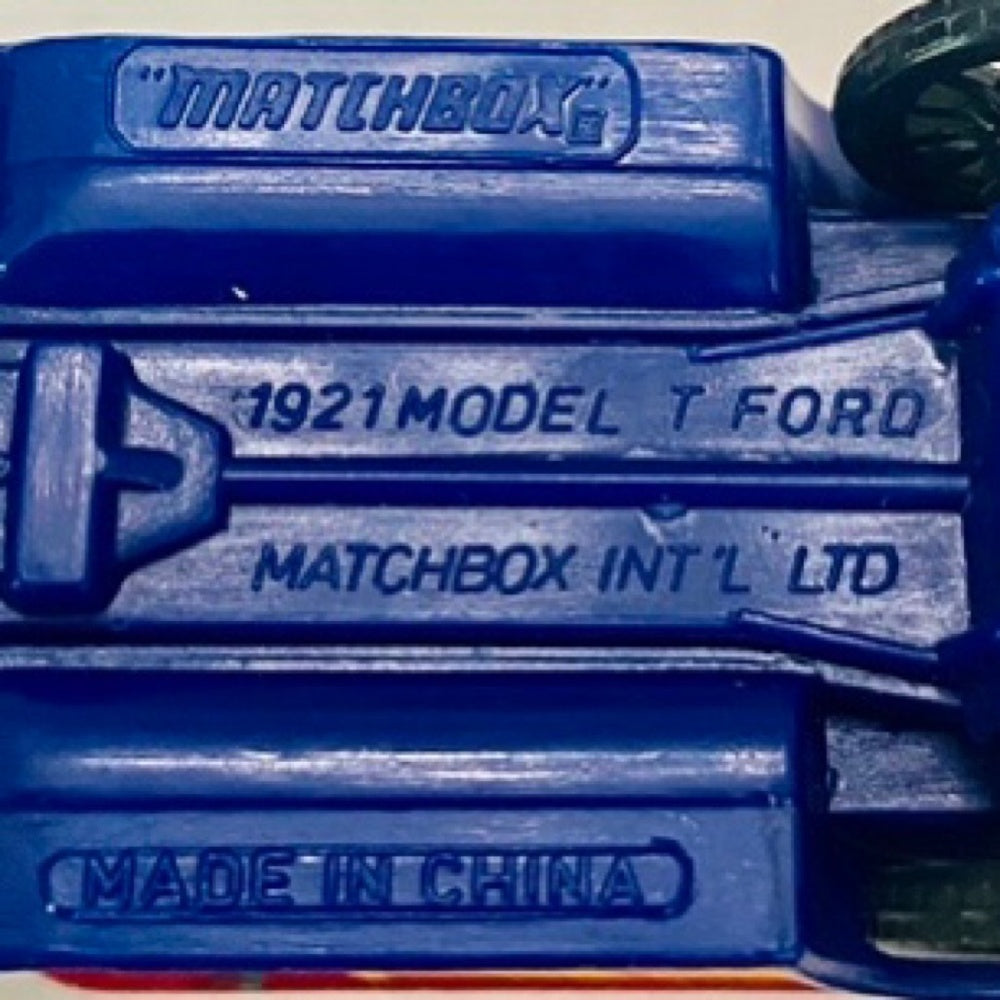 "MATCHBOX"®
1921 MODEL T FORD
MATCHBOX INT'L LTD
MADE IN CHINA